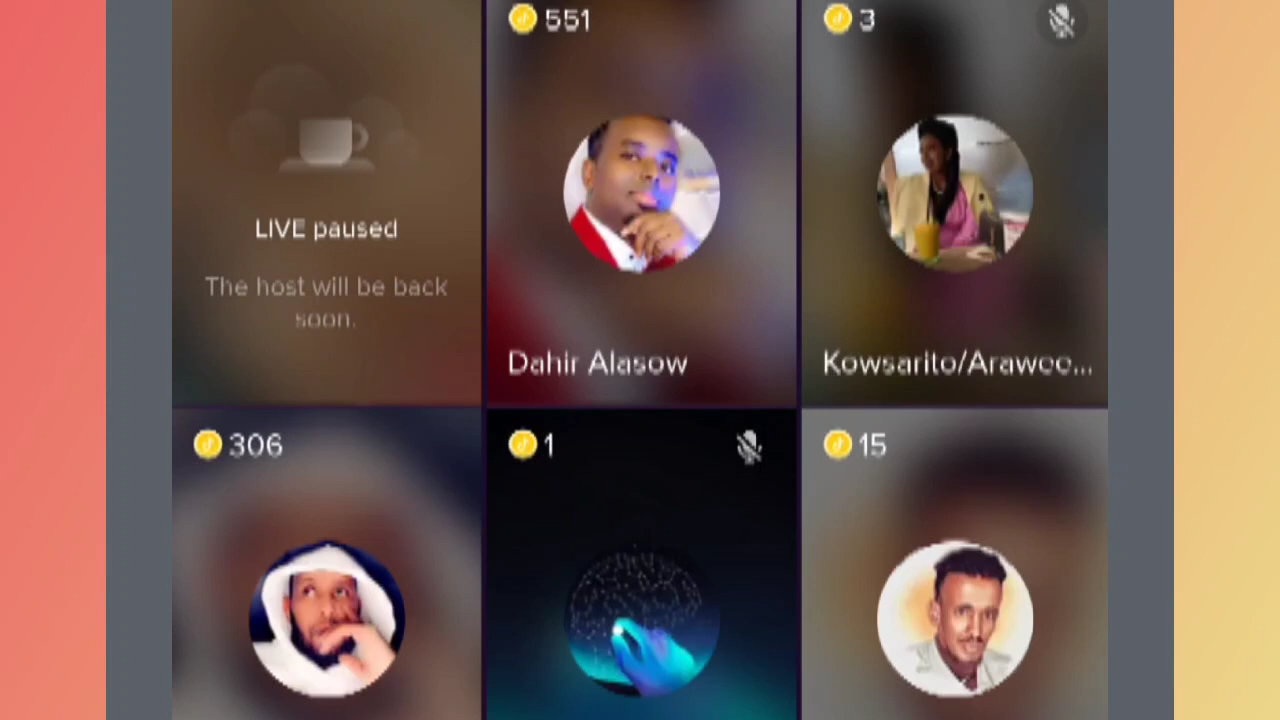 551
3
LIVE paused
The host will be back
soon.
Dahir Alasow
Kowsarito/Arawee...
306
1
15